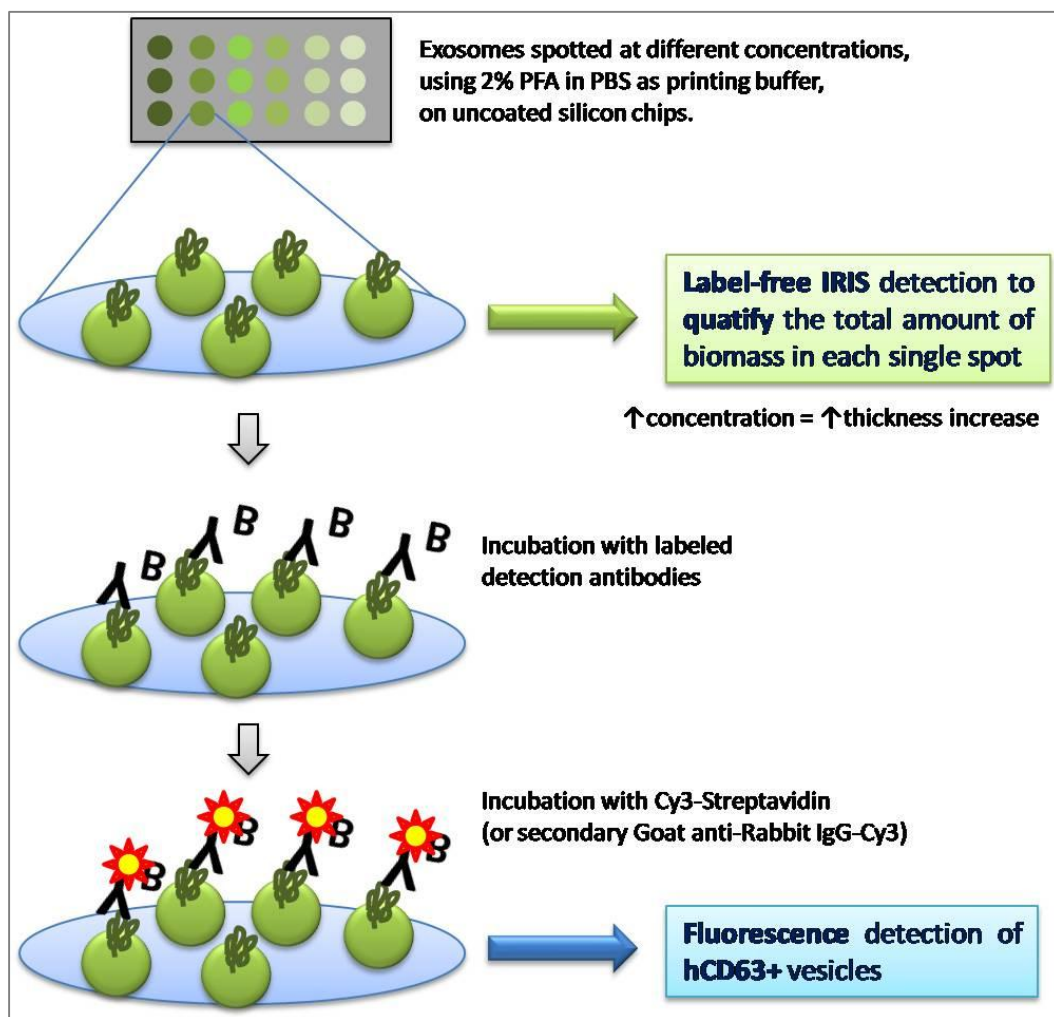 Exosomes spotted at different concentrations,
using 2% PFA in PBS as printing buffer,
on uncoated silicon chips.
Label-free IRIS detection to
quatify the total amount of
biomass in each single spot
↑concentration = ↑thickness increase
B B B B
Incubation with labeled
detection antibodies
Incubation with Cy3-Streptavidin
(or secondary Goat anti-Rabbit IgG-Cy3)
B B B B
Fluorescence detection of
hCD63+ vesicles